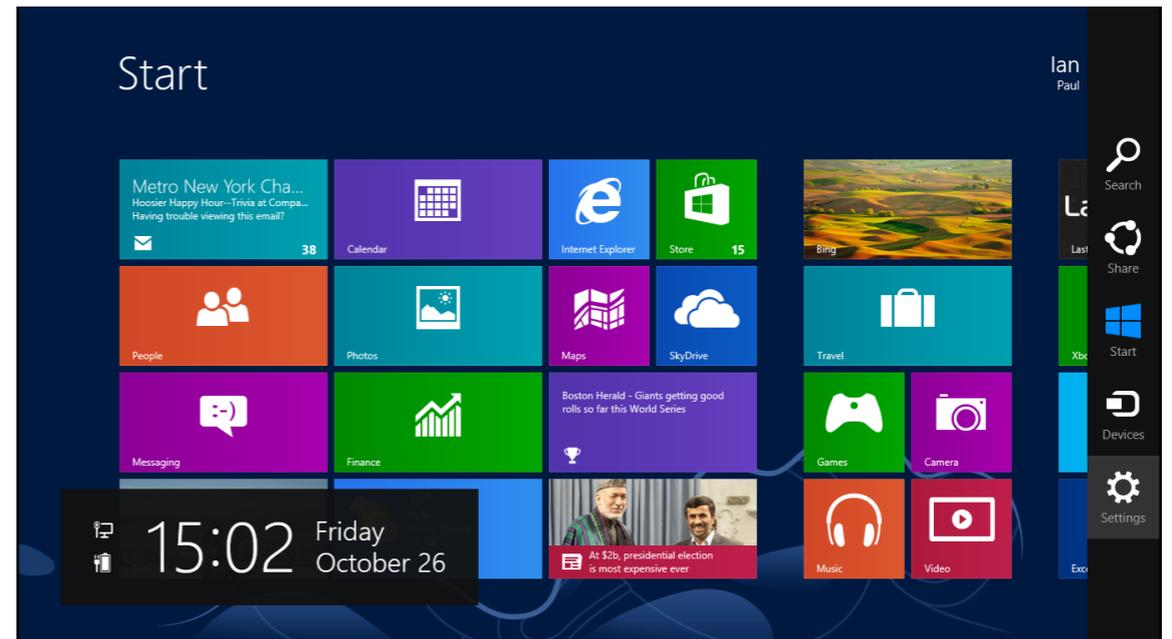 Start
Ian
Paul
Metro New York Cha...
Hoosier Happy Hour--Trivia at Compa...
Having trouble viewing this email?
38
Calendar
Internet Explorer
Store
15
Bing
Last
People
Photos
Maps
SkyDrive
Travel
Xbo
Messaging
:-)
Finance
Boston Herald - Giants getting good
rolls so far this World Series
Games
Camera
15:02
Friday
October 26
At $2b, presidential election
is most expensive ever
Music
Video
Exce
Search
Share
Start
Devices
Settings